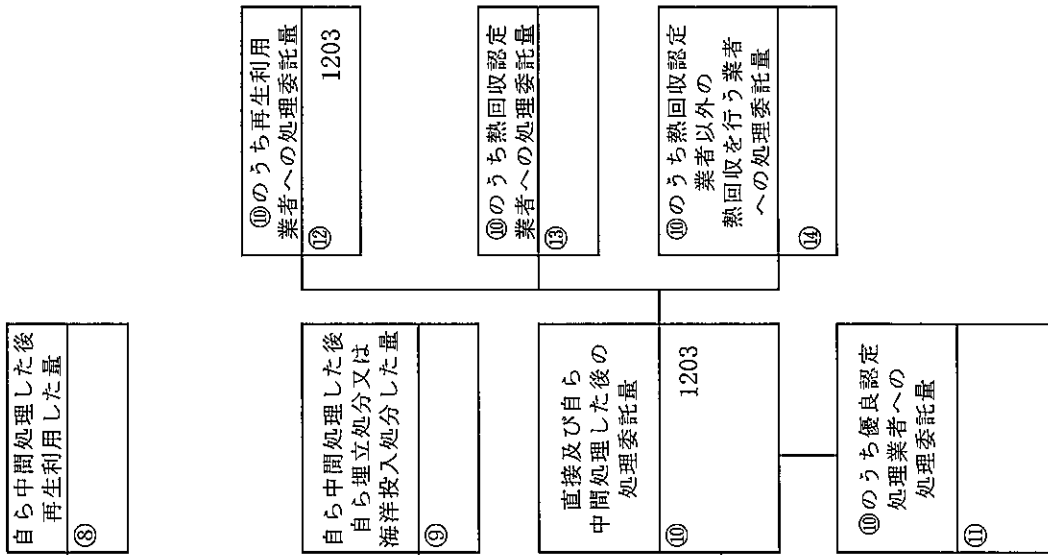 自ら中間処理した後
再生利用した量
⑧
自ら中間処理した後
自ら埋立処分又は
海洋投入処分した量
⑨
直接及び自ら
中間処理した後の
処理委託量
⑩
1203
⑩のうち優良認定
処理業者への
処理委託量
⑪
⑩のうち再生利用
業者への処理委託量
⑫
1203
⑩のうち熱回収認定
業者への処理委託量
⑬
⑩のうち熱回収認定
業者以外の
熱回収を行う業者
への処理委託量
⑭